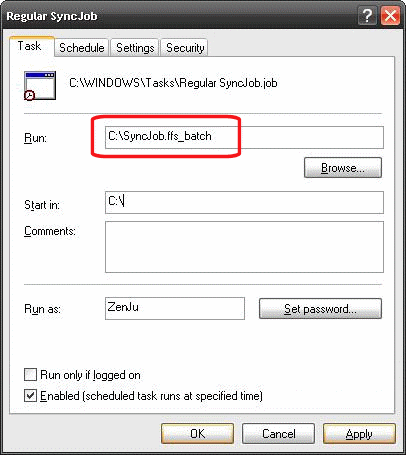 Regular SyncJob
Task Schedule Settings Security
C:\WINDOWS\Tasks\Regular SyncJob.job
Run: C:\SyncJob.ffs_batch
Browse...
Start in: C:\
Comments:
Run as: ZenJu Set password...
Run only if logged on
Enabled (scheduled task runs at specified time)
OK Cancel Apply